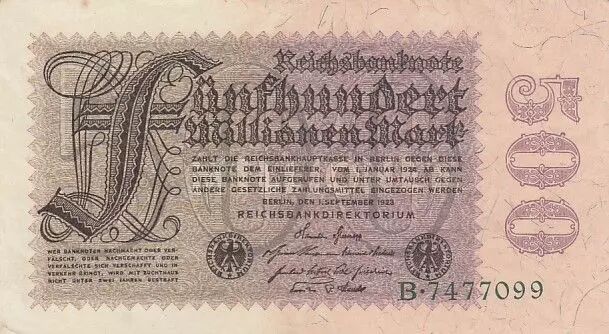 Reichsbanknote
Fünfhundert
Millionen Mark
ZAHLT DIE REICHSBANKHAUPTKASSE IN BERLIN GEGEN DIESE
BANKNOTE DEM EINLIEFERER. VOM 1. JANUAR 1924 AB KANN
DIESE BANKNOTE AUFGERUFEN UND UNTER UMTAUSCH GEGEN
ANDERE GESETZLICHE ZAHLUNGSMITTEL EINGEZOGEN WERDEN
BERLIN, DEN 1. SEPTEMBER 1923
REICHSBANKDIREKTORIUM
WER BANKNOTEN NACHMACHT ODER VER-
FÄLSCHT, ODER NACHGEMACHTE ODER
VERFÄLSCHTE SICH VERSCHAFFT UND IN
VERKEHR BRINGT, WIRD MIT ZUCHTHAUS
NICHT UNTER ZWEI JAHREN BESTRAFT
500
B·7477099